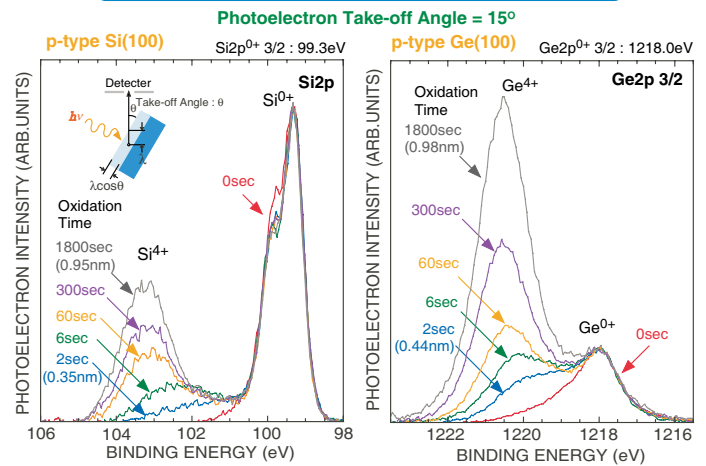 Photoelectron Take-off Angle = 15°
p-type Si(100)
Si2p0+ 3/2 : 99.3eV
PHOTOELECTRON INTENSITY (ARB.UNITS)
Detecter
θ
Take-off Angle : θ
hν
λ
λcosθ
Si0+
Si2p
0sec
Oxidation
Time
Si4+
1800sec
(0.95nm)
300sec
60sec
6sec
2sec
(0.35nm)
106
104
102
100
98
BINDING ENERGY (eV)
p-type Ge(100)
Ge2p0+ 3/2 : 1218.0eV
PHOTOELECTRON INTENSITY (ARB.UNITS)
Ge2p 3/2
Oxidation
Time
Ge4+
1800sec
(0.98nm)
300sec
60sec
6sec
2sec
(0.44nm)
Ge0+
0sec
1222
1220
1218
1216
BINDING ENERGY (eV)